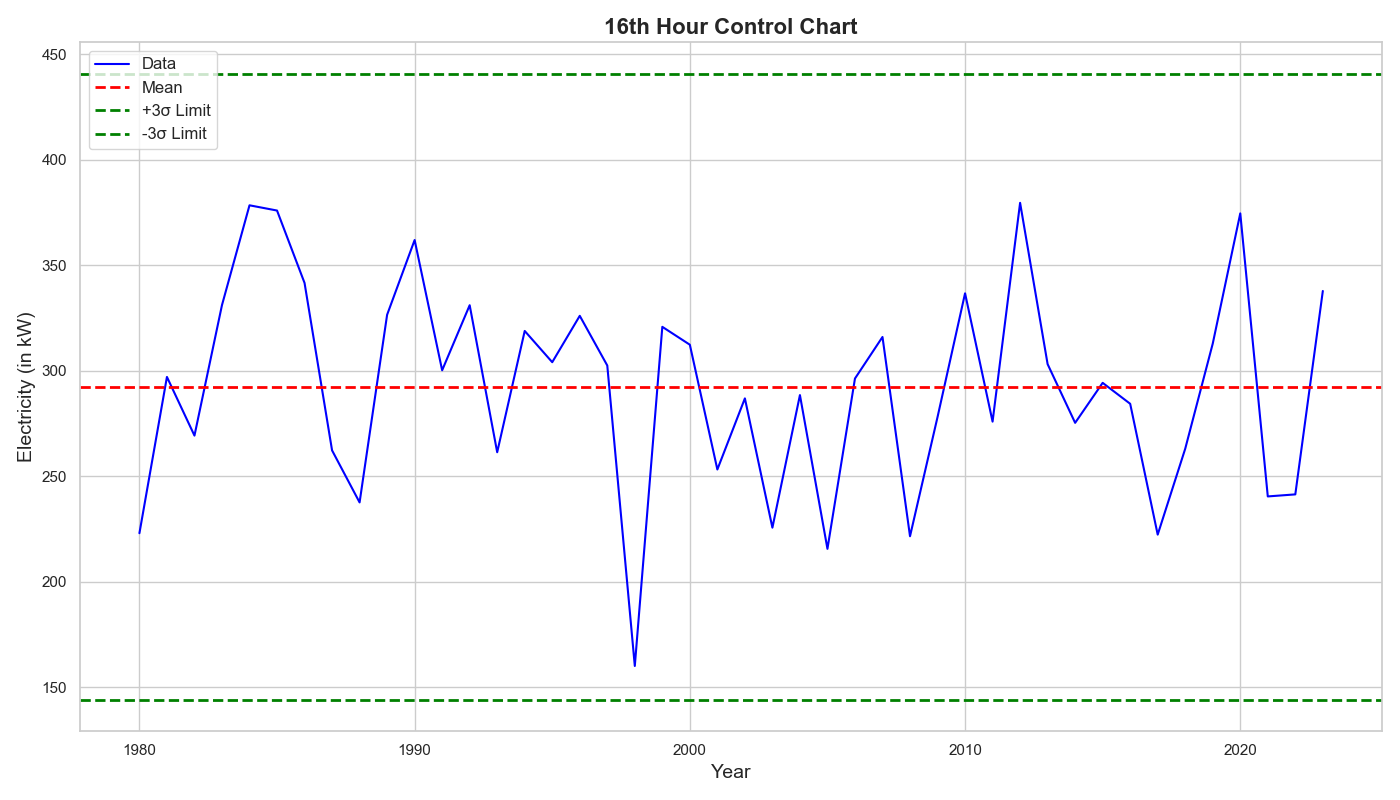 16th Hour Control Chart
Data
Mean
+3σ Limit
-3σ Limit
Electricity (in kW)
450
400
350
300
250
200
150
1980
1990
2000
2010
2020
Year